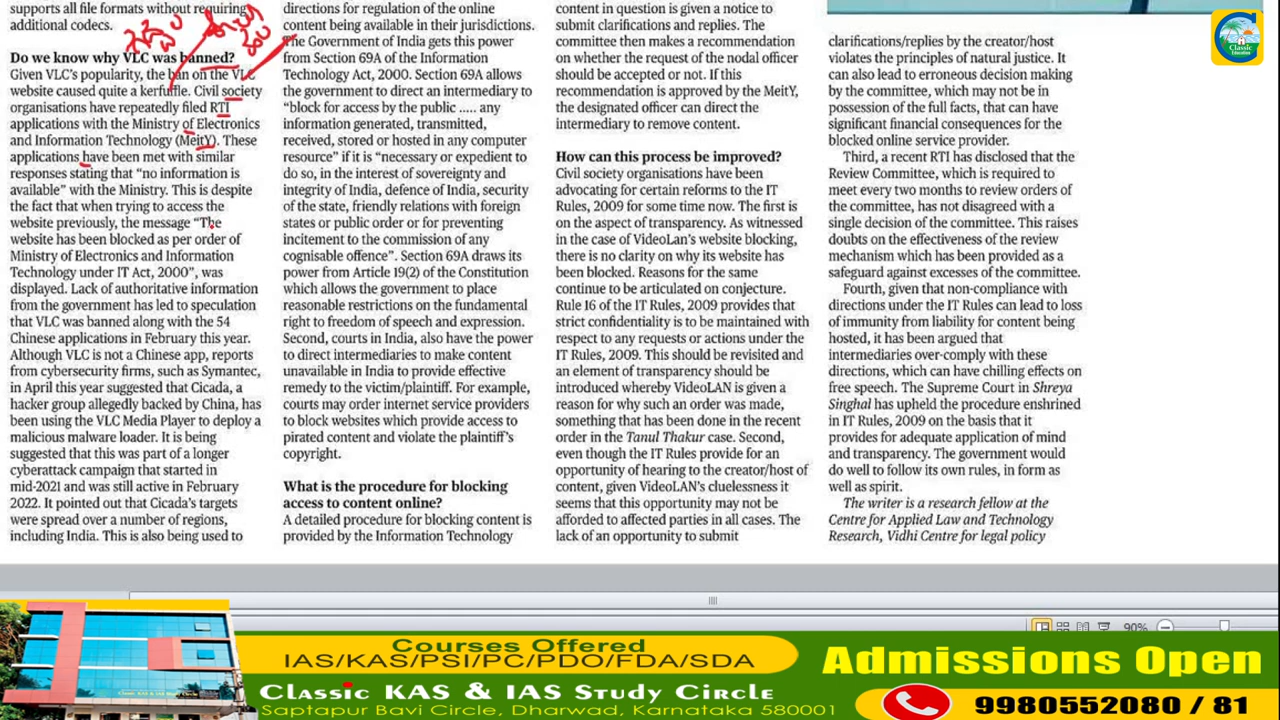 supports all file formats without requiring
additional codecs.
Do we know why VLC was banned?
Given VLC's popularity, the ban on the VLC
website caused quite a kerfuffle. Civil society
organisations have repeatedly filed RTI
applications with the Ministry of Electronics
and Information Technology (MeitY). These
applications have been met with similar
responses stating that “no information is
available” with the Ministry. This is despite
the fact that when trying to access the
website previously, the message “The
website has been blocked as per order of
Ministry of Electronics and Information
Technology under IT Act, 2000”, was
displayed. Lack of authoritative information
from the government has led to speculation
that VLC was banned along with the 54
Chinese applications in February this year.
Although VLC is not a Chinese app, reports
from cybersecurity firms, such as Symantec,
in April this year suggested that Cicada, a
hacker group allegedly backed by China, has
been using the VLC Media Player to deploy a
malicious malware loader. It is being
suggested that this was part of a longer
cyberattack campaign that started in
mid-2021 and was still active in February
2022. It pointed out that Cicada's targets
were spread over a number of regions,
including India. This is also being used to
directions for regulation of the online
content being available in their jurisdictions.
The Government of India gets this power
from Section 69A of the Information
Technology Act, 2000. Section 69A allows
the government to direct an intermediary to
“block for access by the public ..... any
information generated, transmitted,
received, stored or hosted in any computer
resource” if it is “necessary or expedient to
do so, in the interest of sovereignty and
integrity of India, defence of India, security
of the state, friendly relations with foreign
states or public order or for preventing
incitement to the commission of any
cognisable offence”. Section 69A draws its
power from Article 19(2) of the Constitution
which allows the government to place
reasonable restrictions on the fundamental
right to freedom of speech and expression.
Second, courts in India, also have the power
to direct intermediaries to make content
unavailable in India to provide effective
remedy to the victim/plaintiff. For example,
courts may order internet service providers
to block websites which provide access to
pirated content and violate the plaintiff's
copyright.
What is the procedure for blocking
access to content online?
A detailed procedure for blocking content is
provided by the Information Technology
content in question is given a notice to
submit clarifications and replies. The
committee then makes a recommendation
on whether the request of the nodal officer
should be accepted or not. If this
recommendation is approved by the MeitY,
the designated officer can direct the
intermediary to remove content.
How can this process be improved?
Civil society organisations have been
advocating for certain reforms to the IT
Rules, 2009 for some time now. The first is
on the aspect of transparency. As witnessed
in the case of VideoLan's website blocking,
there is no clarity on why its website has
been blocked. Reasons for the same
continue to be articulated on conjecture.
Rule 16 of the IT Rules, 2009 provides that
strict confidentiality is to be maintained with
respect to any requests or actions under the
IT Rules, 2009. This should be revisited and
an element of transparency should be
introduced whereby VideoLAN is given a
reason for why such an order was made,
something that has been done in the recent
order in the Tanul Thakur case. Second,
even though the IT Rules provide for an
opportunity of hearing to the creator/host of
content, given VideoLAN's cluelessness it
seems that this opportunity may not be
afforded to affected parties in all cases. The
lack of an opportunity to submit
clarifications/replies by the creator/host
violates the principles of natural justice. It
can also lead to erroneous decision making
by the committee, which may not be in
possession of the full facts, that can have
significant financial consequences for the
blocked online service provider.
Third, a recent RTI has disclosed that the
Review Committee, which is required to
meet every two months to review orders of
the committee, has not disagreed with a
single decision of the committee. This raises
doubts on the effectiveness of the review
mechanism which has been provided as a
safeguard against excesses of the committee.
Fourth, given that non-compliance with
directions under the IT Rules can lead to loss
of immunity from liability for content being
hosted, it has been argued that
intermediaries over-comply with these
directions, which can have chilling effects on
free speech. The Supreme Court in Shreya
Singhal has upheld the procedure enshrined
in IT Rules, 2009 on the basis that it
provides for adequate application of mind
and transparency. The government would
do well to follow its own rules, in form as
well as spirit.
The writer is a research fellow at the
Centre for Applied Law and Technology
Research, Vidhi Centre for legal policy
Classic
Education
90%
Courses Offered
IAS/KAS/PSI/PC/PDO/FDA/SDA
Classic KAS & IAS Study Circle
Saptapur Bavi Circle, Dharwad, Karnataka 580001
Admissions Open
9980552080 / 81